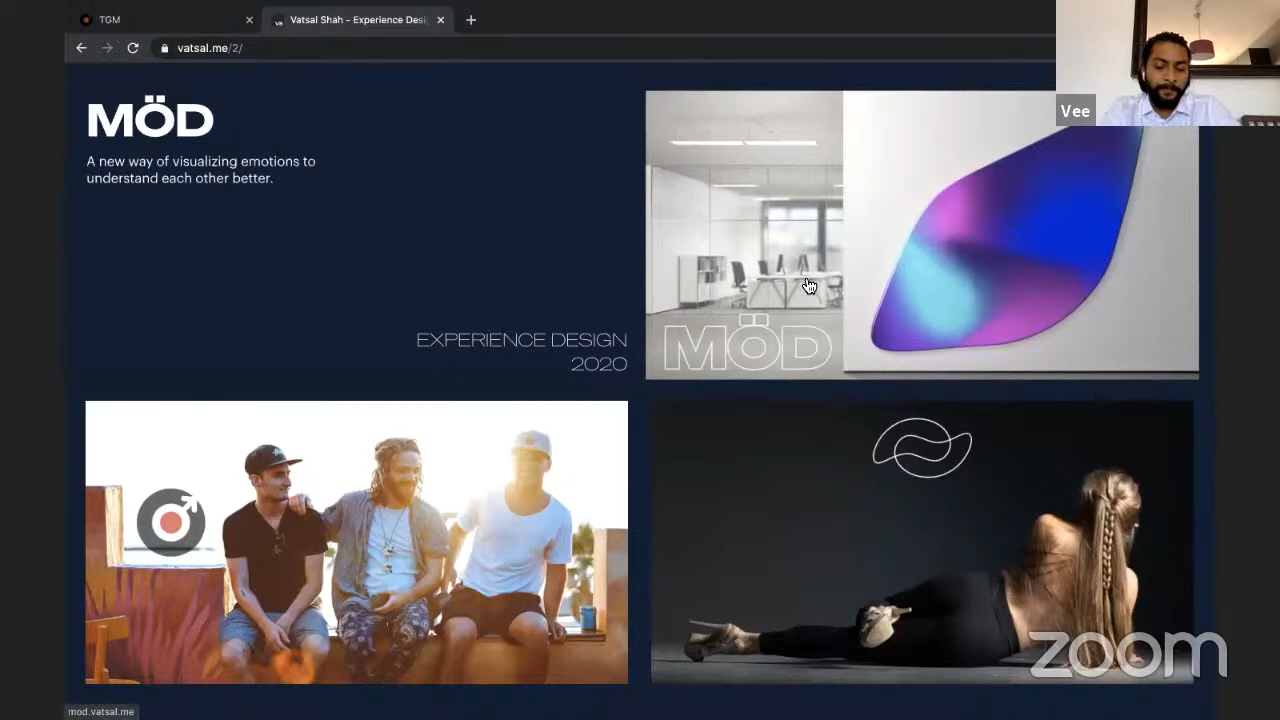 TGM
Vatsal Shah - Experience Desi
vatsal.me/2/
Vee
MÖD
A new way of visualizing emotions to
understand each other better.
EXPERIENCE DESIGN
2020
MÖD
zoom
mod.vatsal.me